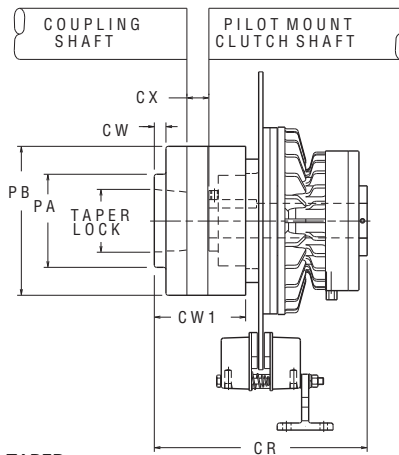 COUPLING
SHAFT
PILOT MOUNT
CLUTCH SHAFT
CX
CW
PB
PA
TAPER
LOCK
CW1
CR